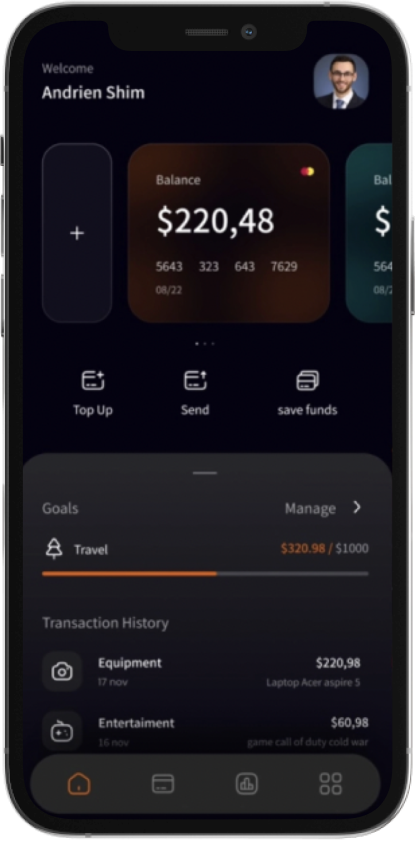 Welcome
Andrien Shim
Balance
$220,48
5643 323 643 7629
08/22
Bal
$
564
08/2
Top Up
Send
save funds
Goals
Manage
Travel
$320.98 / $1000
Transaction History
Equipment
$220,98
17 nov
Laptop Acer aspire 5
Entertaiment
$60,98
16 nov
game call of duty cold war